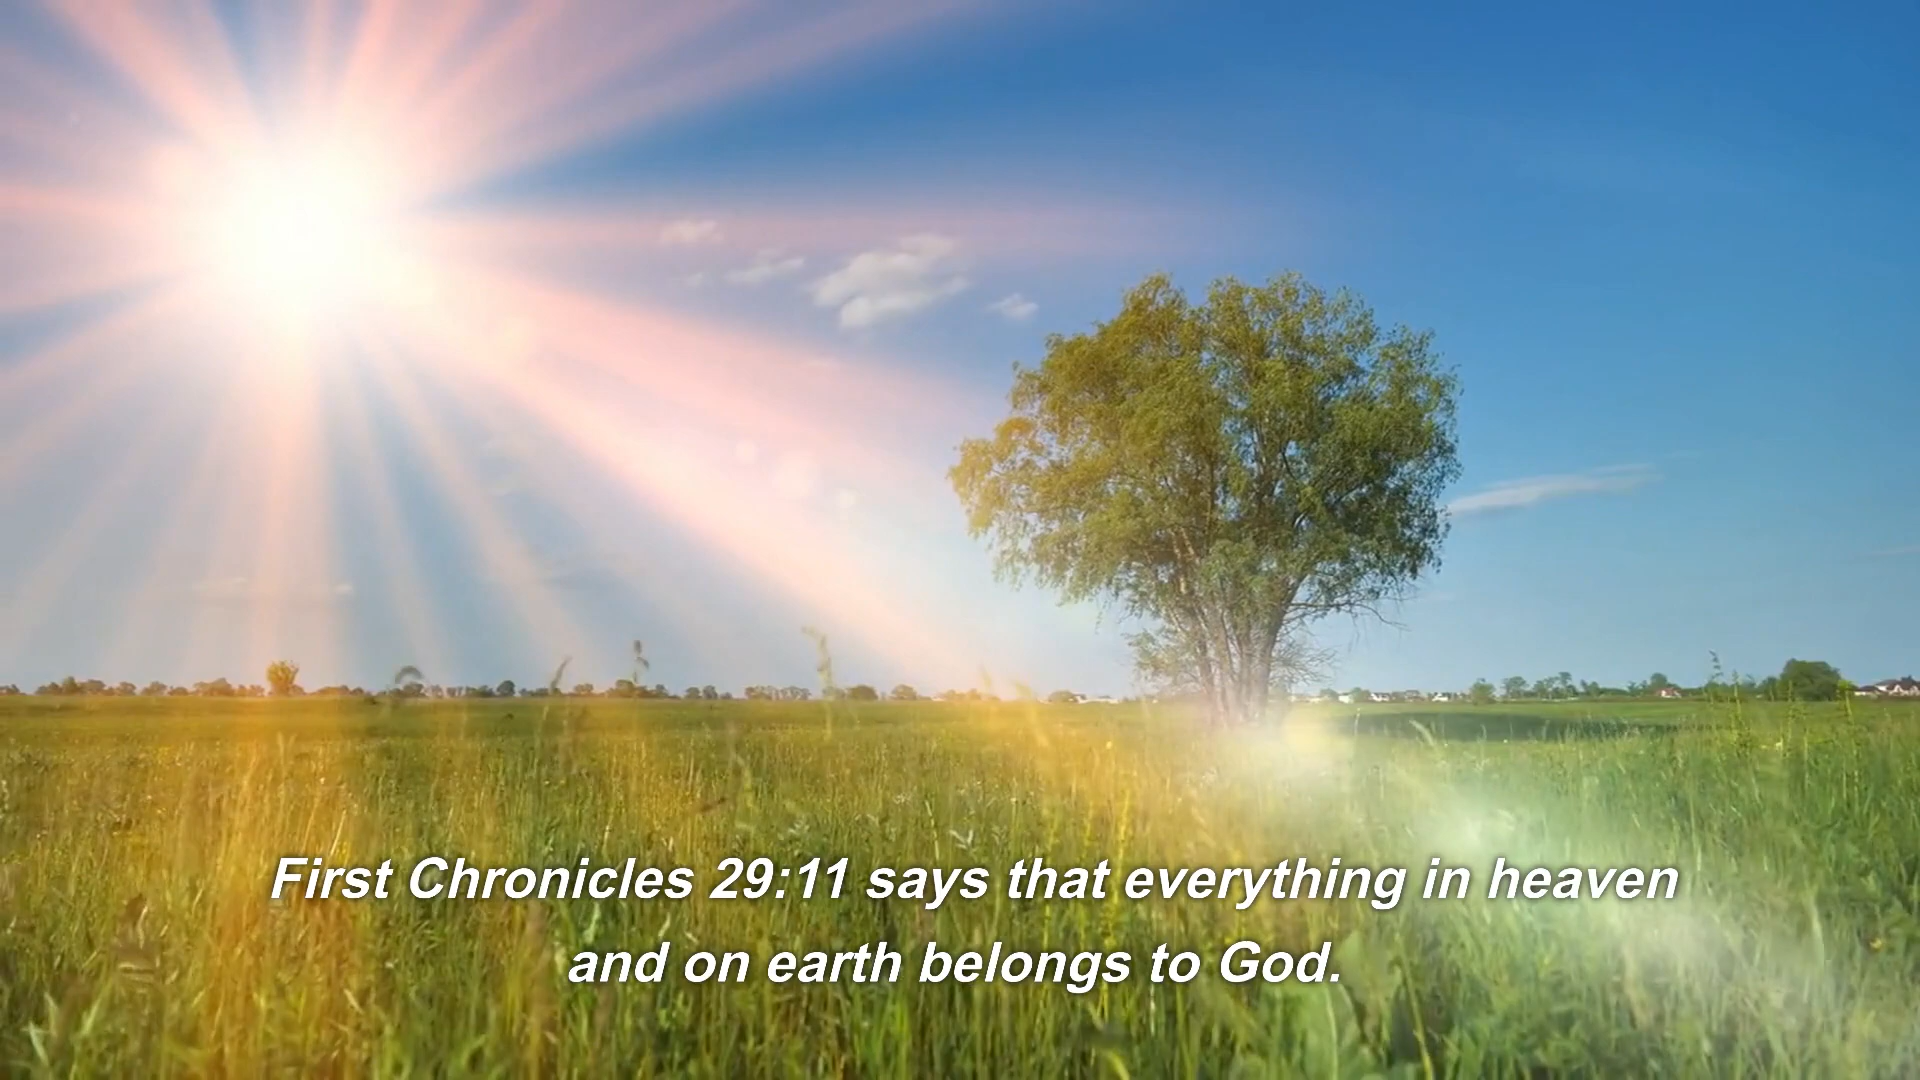 First Chronicles 29:11 says that everything in heaven
and on earth belongs to God.